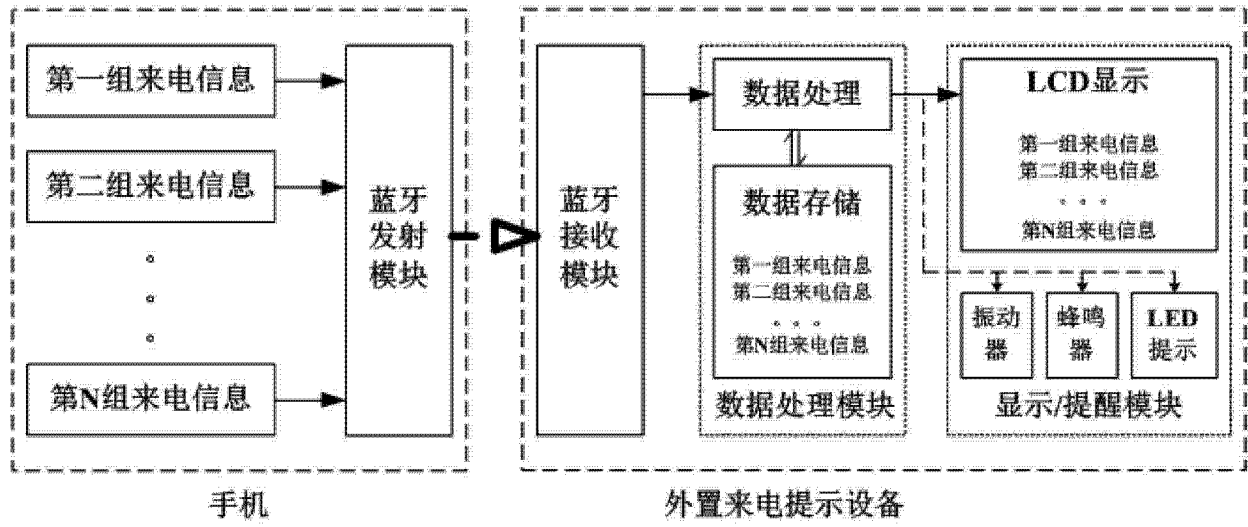 第一组来电信息
第二组来电信息
第N组来电信息
蓝牙
发射
模块
手机
蓝牙
接收
模块
数据处理
数据存储
第一组来电信息
第二组来电信息
。。。
第N组来电信息
数据处理模块
LCD显示
第一组来电信息
第二组来电信息
。。。
第N组来电信息
振动
器
蜂鸣
器
LED
提示
显示/提醒模块
外置来电提示设备